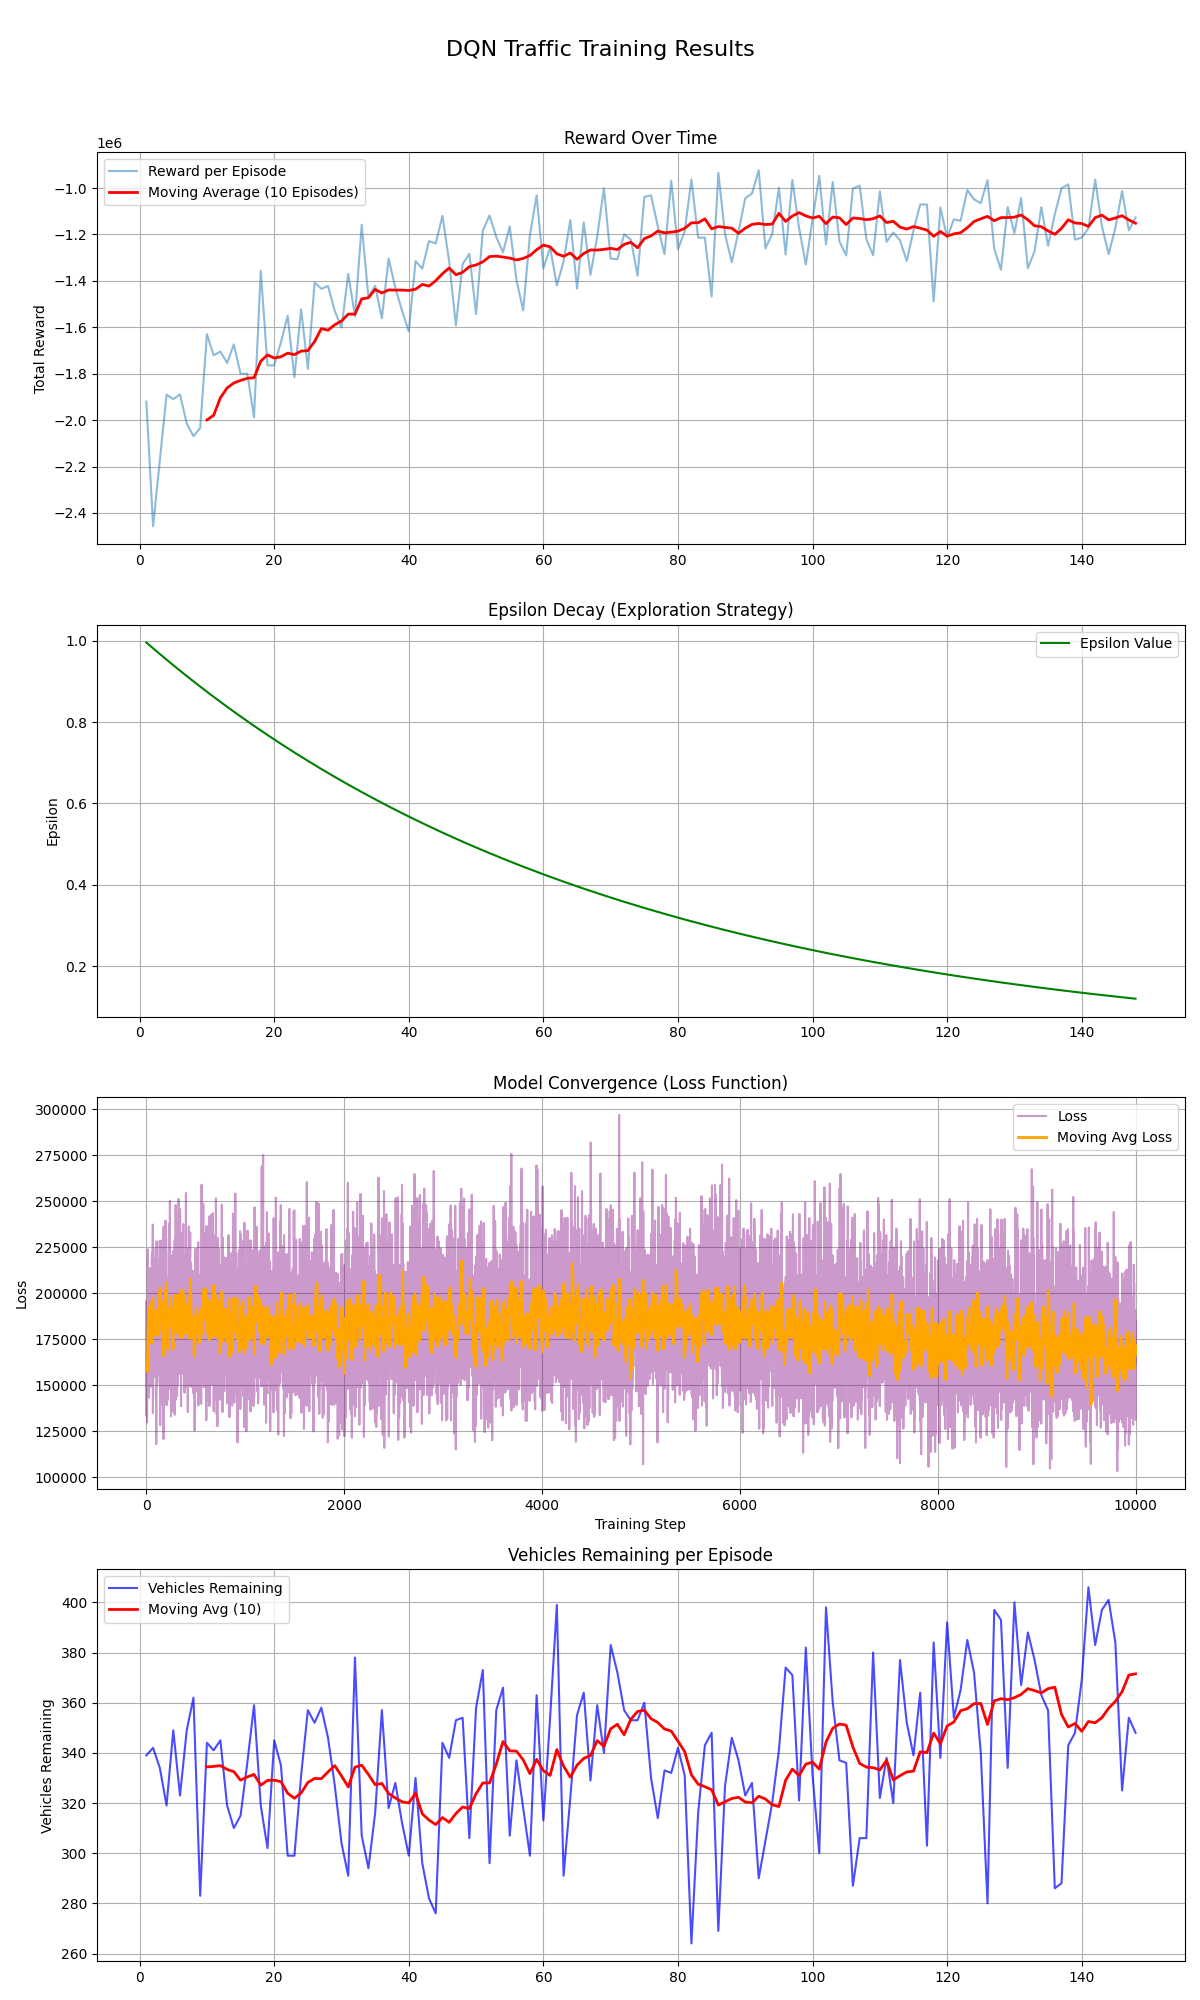 DQN Traffic Training Results
Reward Over Time
1e6
Reward per Episode
Moving Average (10 Episodes)
Total Reward
−1.0
−1.2
−1.4
−1.6
−1.8
−2.0
−2.2
−2.4
0 20 40 60 80 100 120 140
Epsilon Decay (Exploration Strategy)
Epsilon Value
Epsilon
1.0
0.8
0.6
0.4
0.2
0 20 40 60 80 100 120 140
Model Convergence (Loss Function)
Loss
Moving Avg Loss
Loss
300000
275000
250000
225000
200000
175000
150000
125000
100000
0 2000 4000 6000 8000 10000
Training Step
Vehicles Remaining per Episode
Vehicles Remaining
Moving Avg (10)
Vehicles Remaining
400
380
360
340
320
300
280
260
0 20 40 60 80 100 120 140